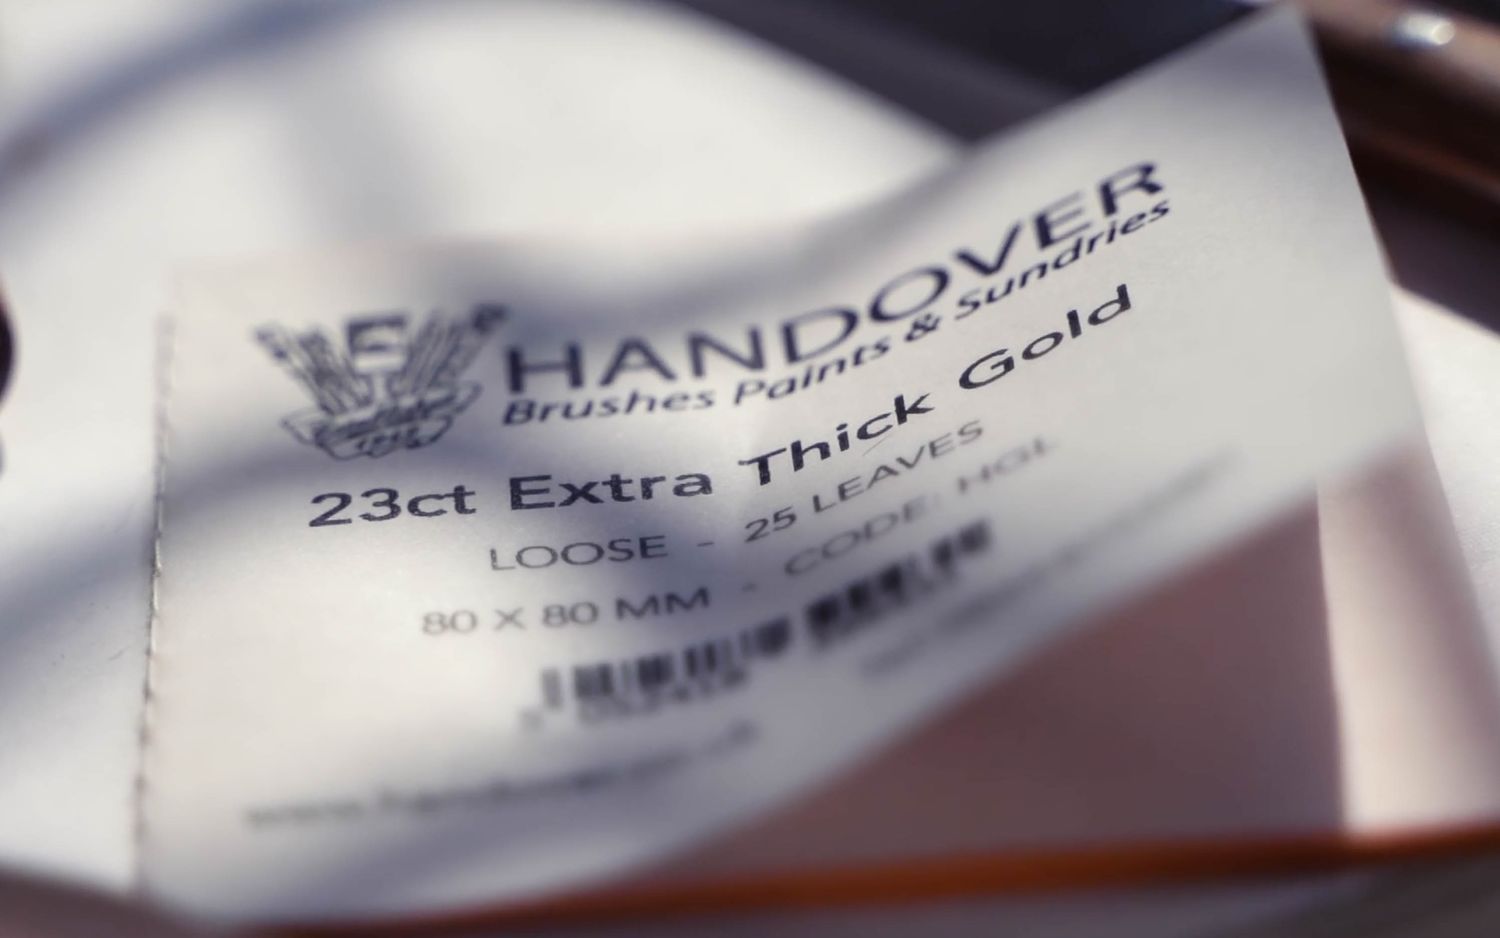 HANDOVER
Brushes Paints & Sundries
23ct Extra Thick Gold
LOOSE - 25 LEAVES
80 X 80 MM - CODE: HGL